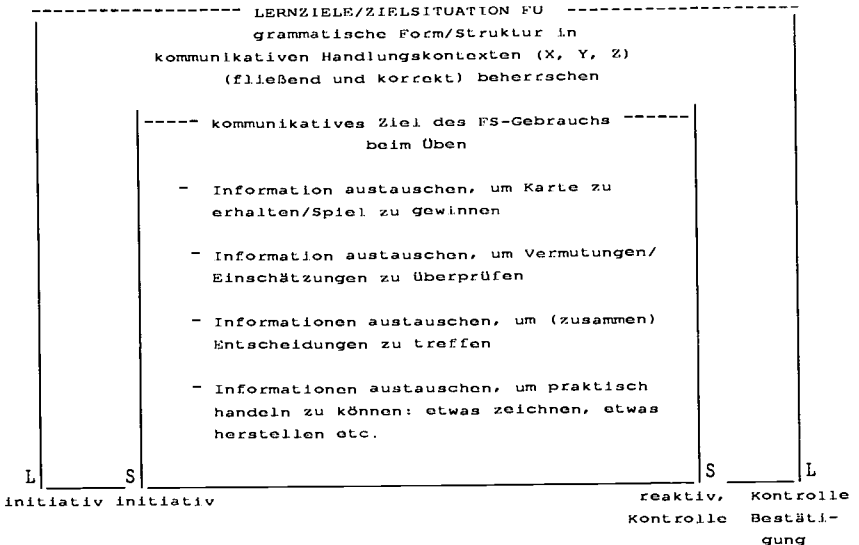 LERNZIELE/ZIELSITUATION FU
grammatische Form/Struktur in
kommunikativen Handlungskontexten (X, Y, Z)
(fließend und korrekt) beherrschen
kommunikatives Ziel des FS-Gebrauchs
beim Üben
- Information austauschen, um Karte zu
erhalten/Spiel zu gewinnen
- Information austauschen, um Vermutungen/
Einschätzungen zu überprüfen
- Informationen austauschen, um (zusammen)
Entscheidungen zu treffen
- Informationen austauschen, um praktisch
handeln zu können: etwas zeichnen, etwas
herstellen etc.
L S S L
initiativ initiativ reaktiv, Kontrolle
Kontrolle Bestäti-
gung